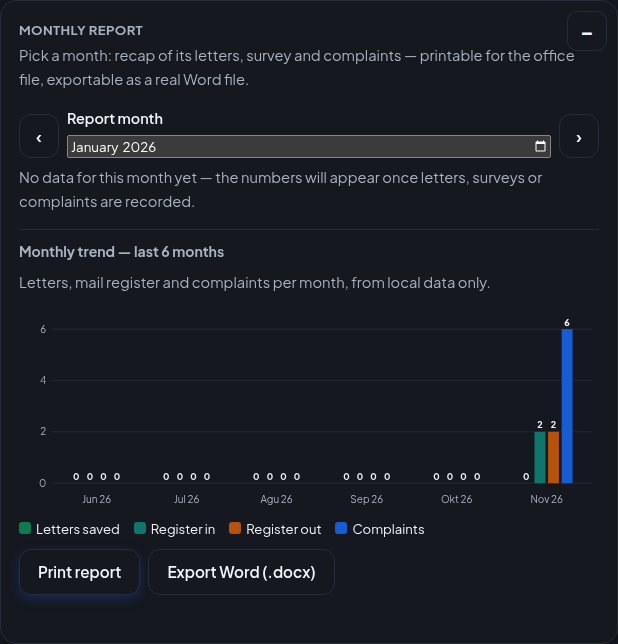 MONTHLY REPORT
–
Pick a month: recap of its letters, survey and complaints — printable for the office
file, exportable as a real Word file.
‹
Report month
January 2026
›
No data for this month yet — the numbers will appear once letters, surveys or
complaints are recorded.
Monthly trend — last 6 months
Letters, mail register and complaints per month, from local data only.
6
4
2
0
0 0 0 0
0 0 0 0
0 0 0 0
0 0 0 0
0 0 0 0
0 2 2 6
Jun 26 Jul 26 Agu 26 Sep 26 Okt 26 Nov 26
Letters saved Register in Register out Complaints
Print report Export Word (.docx)